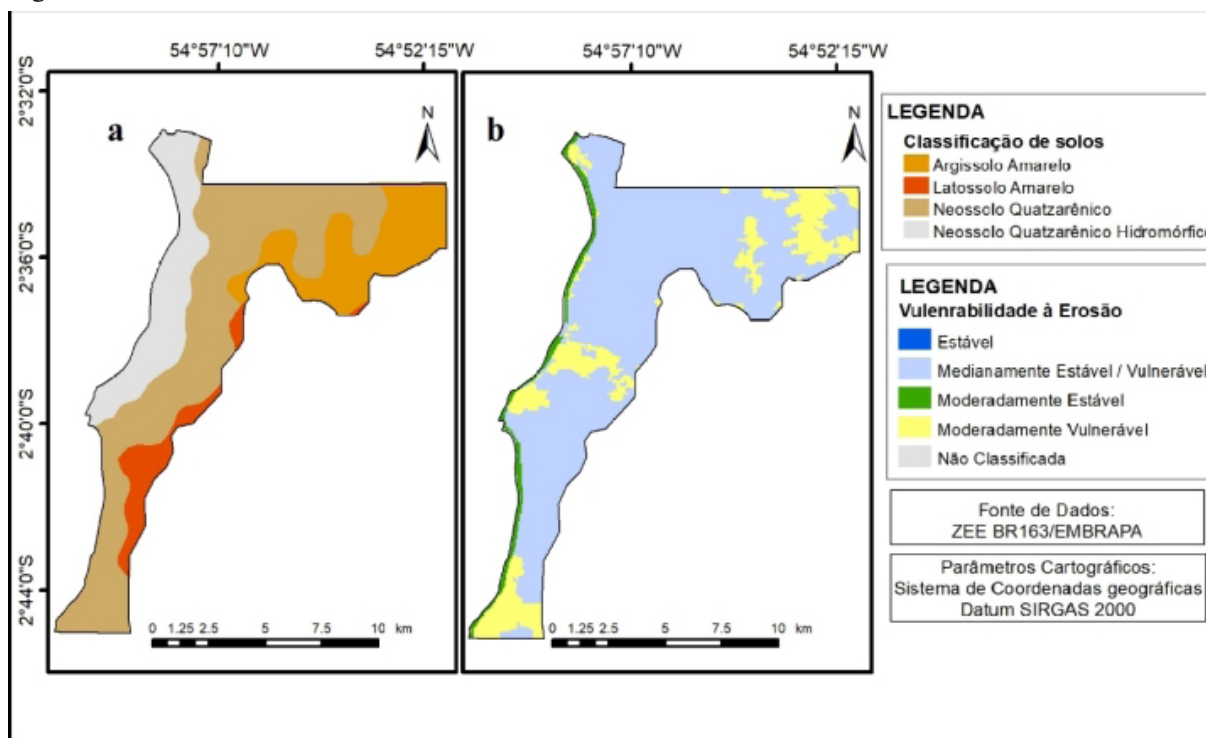 54°57'10"W 54°52'15"W 54°57'10"W 54°52'15"W
2°32'0"S
2°36'0"S
2°40'0"S
2°44'0"S
a
N
0 1.25 2.5 5 7.5 10 km
b
N
0 1.25 2.5 5 7.5 10 km
LEGENDA
Classificação de solos
Argissolo Amarelo
Latossolo Amarelo
Neossclo Quatzarênico
Neossclo Quatzarênico Hidromórfico
LEGENDA
Vulenrabilidade à Erosão
Estável
Medianamente Estável / Vulnerável
Moderadamente Estável
Moderadamente Vulnerável
Não Classificada
Fonte de Dados:
ZEE BR163/EMBRAPA
Parâmetros Cartográficos:
Sistema de Coordenadas geográficas
Datum SIRGAS 2000